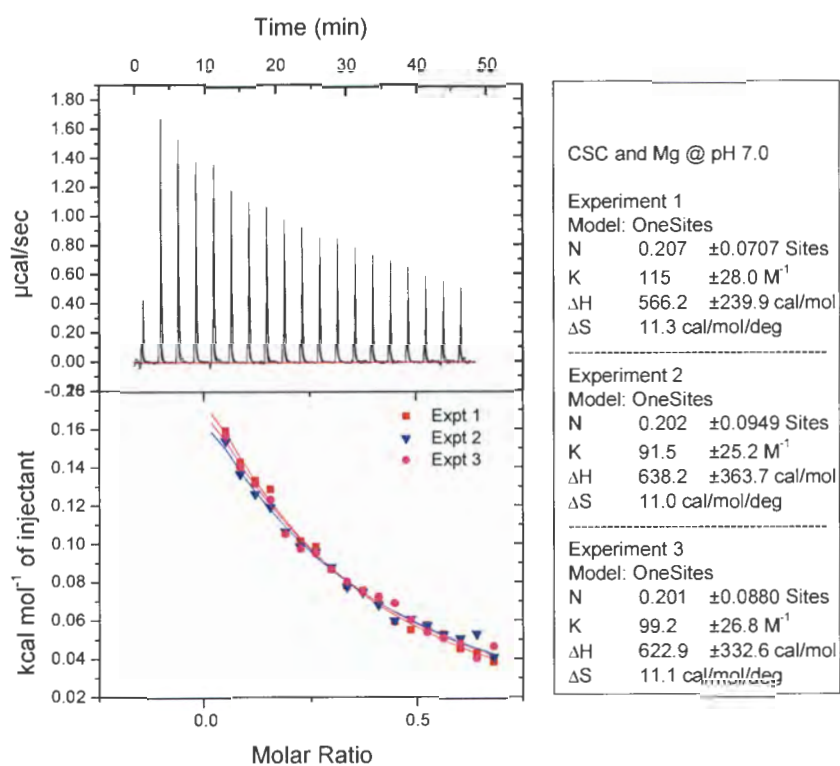 Time (min)
0 10 20 30 40 50
1.80
1.60
1.40
1.20
1.00
0.80
0.60
0.40
0.20
0.00
µcal/sec
0.16
0.14
0.12
0.10
0.08
0.06
0.04
0.02
kcal mol⁻¹ of injectant
Expt 1
Expt 2
Expt 3
0.0 0.5
Molar Ratio
CSC and Mg @ pH 7.0
Experiment 1
Model: OneSites
N 0.207 ±0.0707 Sites
K 115 ±28.0 M⁻¹
ΔH 566.2 ±239.9 cal/mol
ΔS 11.3 cal/mol/deg
Experiment 2
Model: OneSites
N 0.202 ±0.0949 Sites
K 91.5 ±25.2 M⁻¹
ΔH 638.2 ±363.7 cal/mol
ΔS 11.0 cal/mol/deg
Experiment 3
Model: OneSites
N 0.201 ±0.0880 Sites
K 99.2 ±26.8 M⁻¹
ΔH 622.9 ±332.6 cal/mol
ΔS 11.1 cal/mol/deg